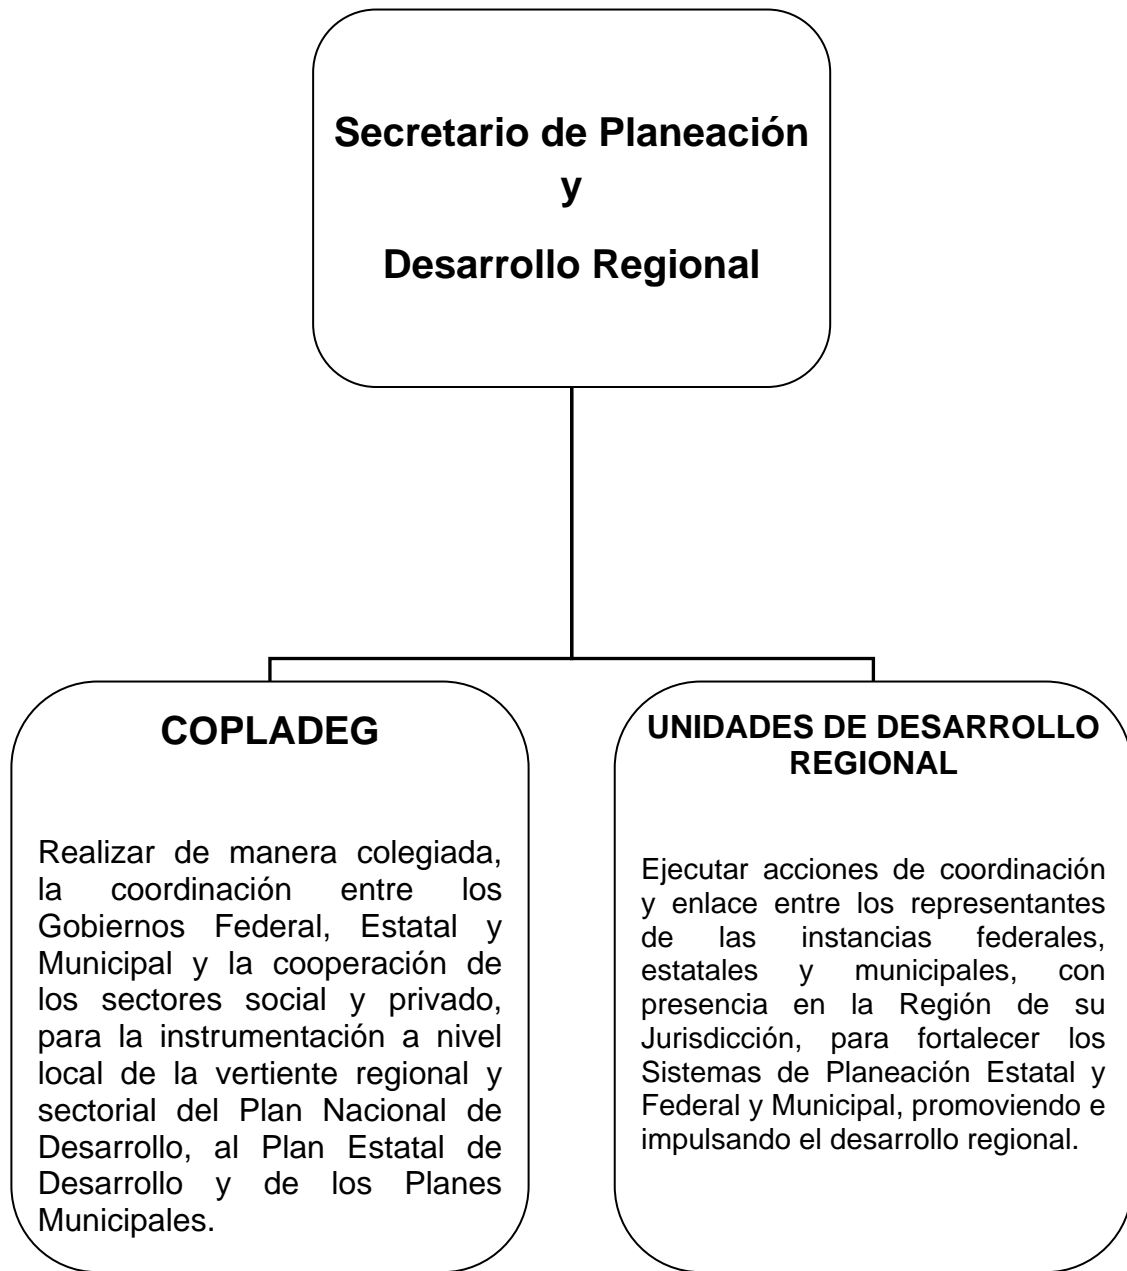 Secretario de Planeación
y
Desarrollo Regional
COPLADEG
Realizar de manera colegiada,
la coordinación entre los
Gobiernos Federal, Estatal y
Municipal y la cooperación de
los sectores social y privado,
para la instrumentación a nivel
local de la vertiente regional y
sectorial del Plan Nacional de
Desarrollo, al Plan Estatal de
Desarrollo y de los Planes
Municipales.
UNIDADES DE DESARROLLO
REGIONAL
Ejecutar acciones de coordinación
y enlace entre los representantes
de las instancias federales,
estatales y municipales, con
presencia en la Región de su
Jurisdicción, para fortalecer los
Sistemas de Planeación Estatal y
Federal y Municipal, promoviendo e
impulsando el desarrollo regional.